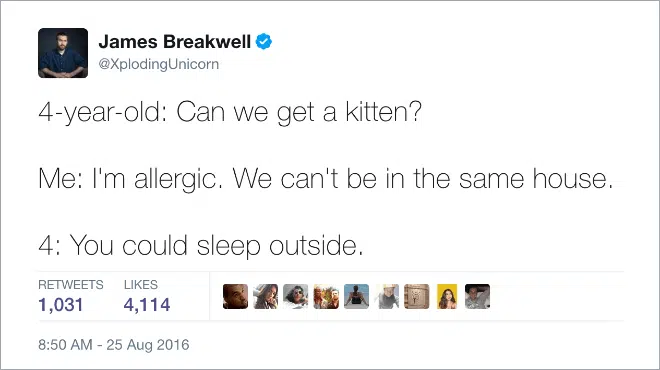 James Breakwell
@XplodingUnicorn
4-year-old: Can we get a kitten?
Me: I'm allergic. We can't be in the same house.
4: You could sleep outside.
RETWEETS LIKES
1,031 4,114
8:50 AM - 25 Aug 2016